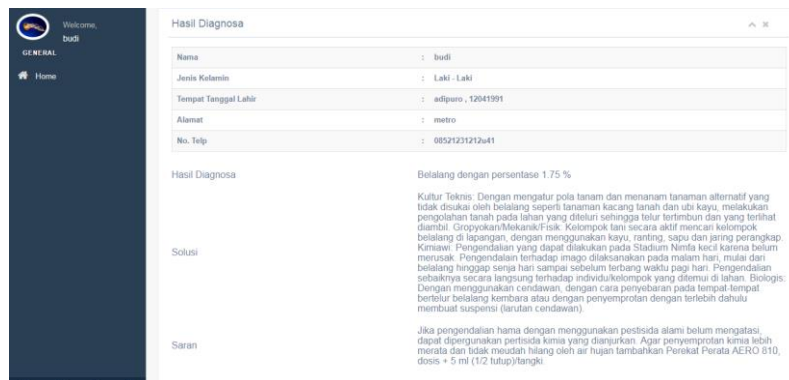 Welcome,
budi
GENERAL
Home
Hasil Diagnosa
Nama : budi
Jenis Kelamin : Laki - Laki
Tempat Tanggal Lahir : adipuro , 12041991
Alamat : metro
No. Telp : 08521231212u41
Hasil Diagnosa Belalang dengan persentase 1.75 %
Solusi
Kultur Teknis: Dengan mengatur pola tanam dan menanam tanaman alternatif yang
tidak disukai oleh belalang seperti tanaman kacang tanah dan ubi kayu, melakukan
pengolahan tanah pada lahan yang diteluri sehingga telur tertimbun dan yang terlihat
diambil. Gropyokan/Mekanik/Fisik: Kelompok tani secara aktif mencari kelompok
belalang di lapangan, dengan menggunakan kayu, ranting, sapu dan jaring perangkap.
Kimiawi: Pengendalian yang dapat dilakukan pada Stadium Nimfa kecil karena belum
merusak. Pengendalain terhadap imago dilaksanakan pada malam hari, mulai dari
belalang hinggap senja hari sampai sebelum terbang waktu pagi hari. Pengendalian
sebaiknya secara langsung terhadap individu/kelompok yang ditemui di lahan. Biologis:
Dengan menggunakan cendawan, dengan cara penyebaran pada tempat-tempat
bertelur belalang kembara atau dengan penyemprotan dengan terlebih dahulu
membuat suspensi (larutan cendawan).
Saran
Jika pengendalian hama dengan menggunakan pestisida alami belum mengatasi,
dapat dipergunakan pertisida kimia yang dianjurkan. Agar penyemprotan kimia lebih
merata dan tidak meudah hilang oleh air hujan tambahkan Perekat Perata AERO 810,
dosis + 5 ml (1/2 tutup)/tangki.